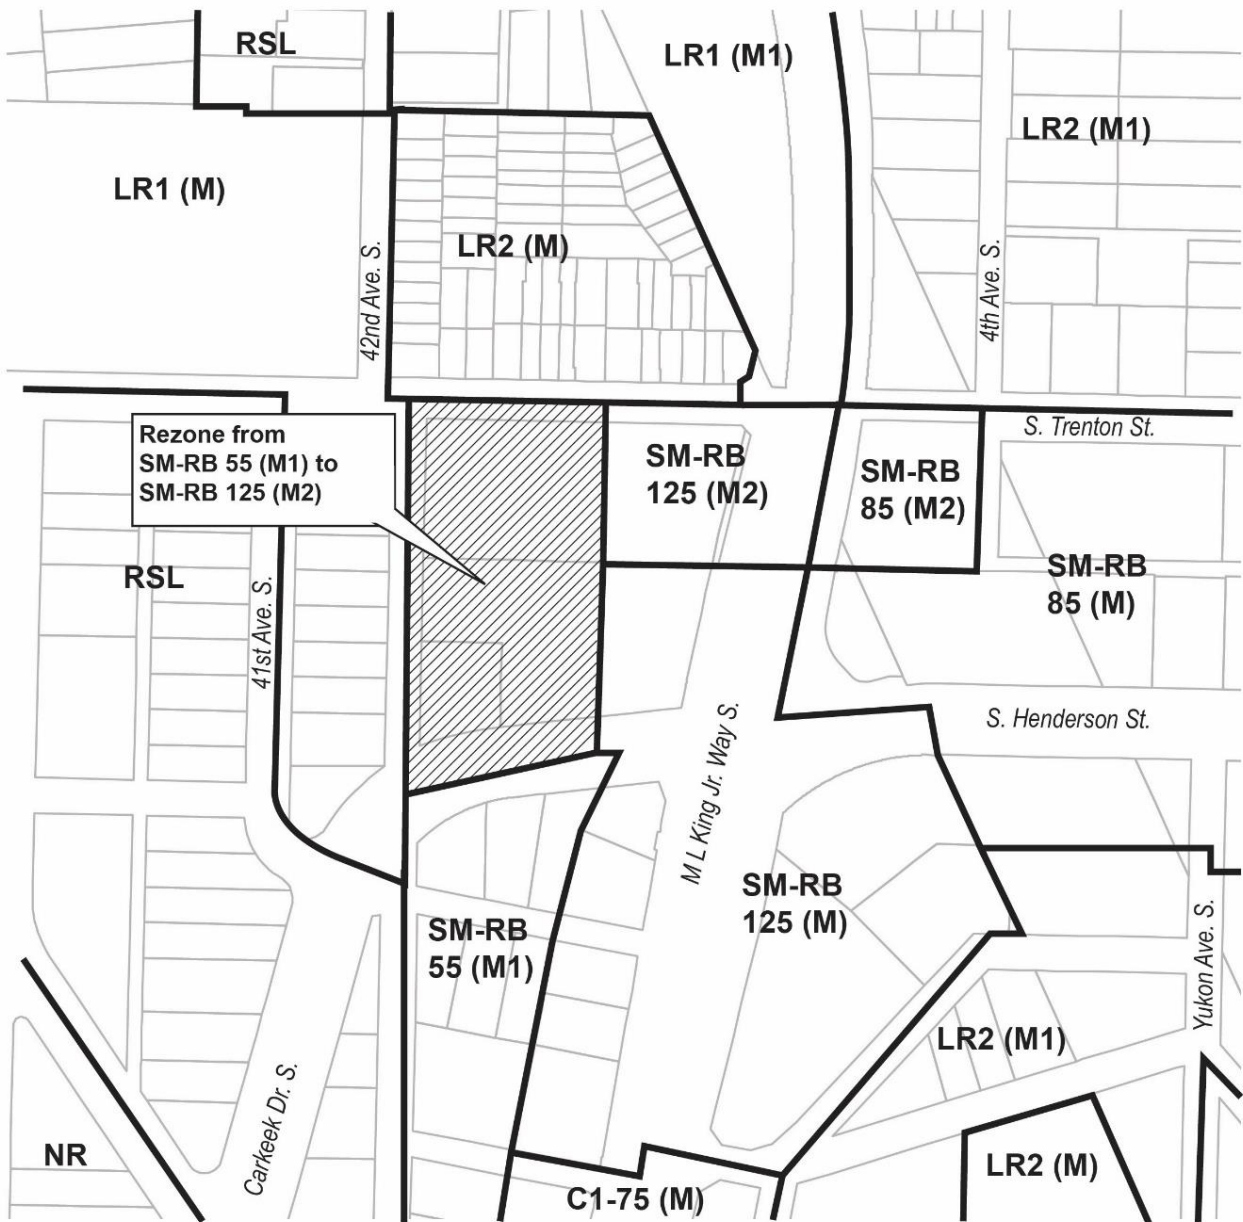 RSL
LR1 (M1)
LR2 (M1)
LR1 (M)
LR2 (M)
42nd Ave. S.
4th Ave. S.
S. Trenton St.
Rezone from
SM-RB 55 (M1) to
SM-RB 125 (M2)
SM-RB
125 (M2)
SM-RB
85 (M2)
RSL
41st Ave. S.
SM-RB
85 (M)
S. Henderson St.
M L King Jr. Way S.
SM-RB
125 (M)
SM-RB
55 (M1)
Yukon Ave. S.
LR2 (M1)
Carkeek Dr. S.
NR
LR2 (M)
C1-75 (M)